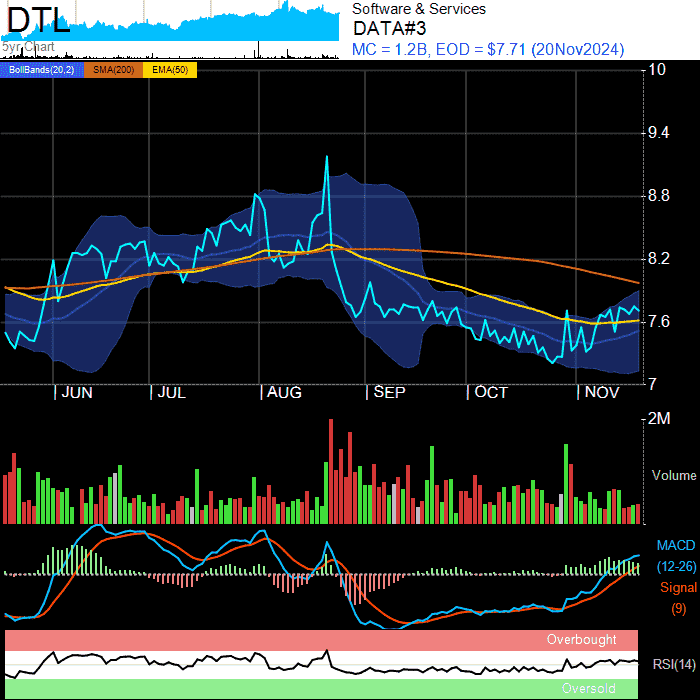 DTL
5yr Chart
Software & Services
DATA#3
MC = 1.2B, EOD = $7.71 (20Nov2024)
BollBands(20,2) SMA(200) EMA(50)
10
9.4
8.8
8.2
7.6
7
JUN JUL AUG SEP OCT NOV
2M
Volume
MACD
(12-26)
Signal
(9)
Overbought
RSI(14)
Oversold